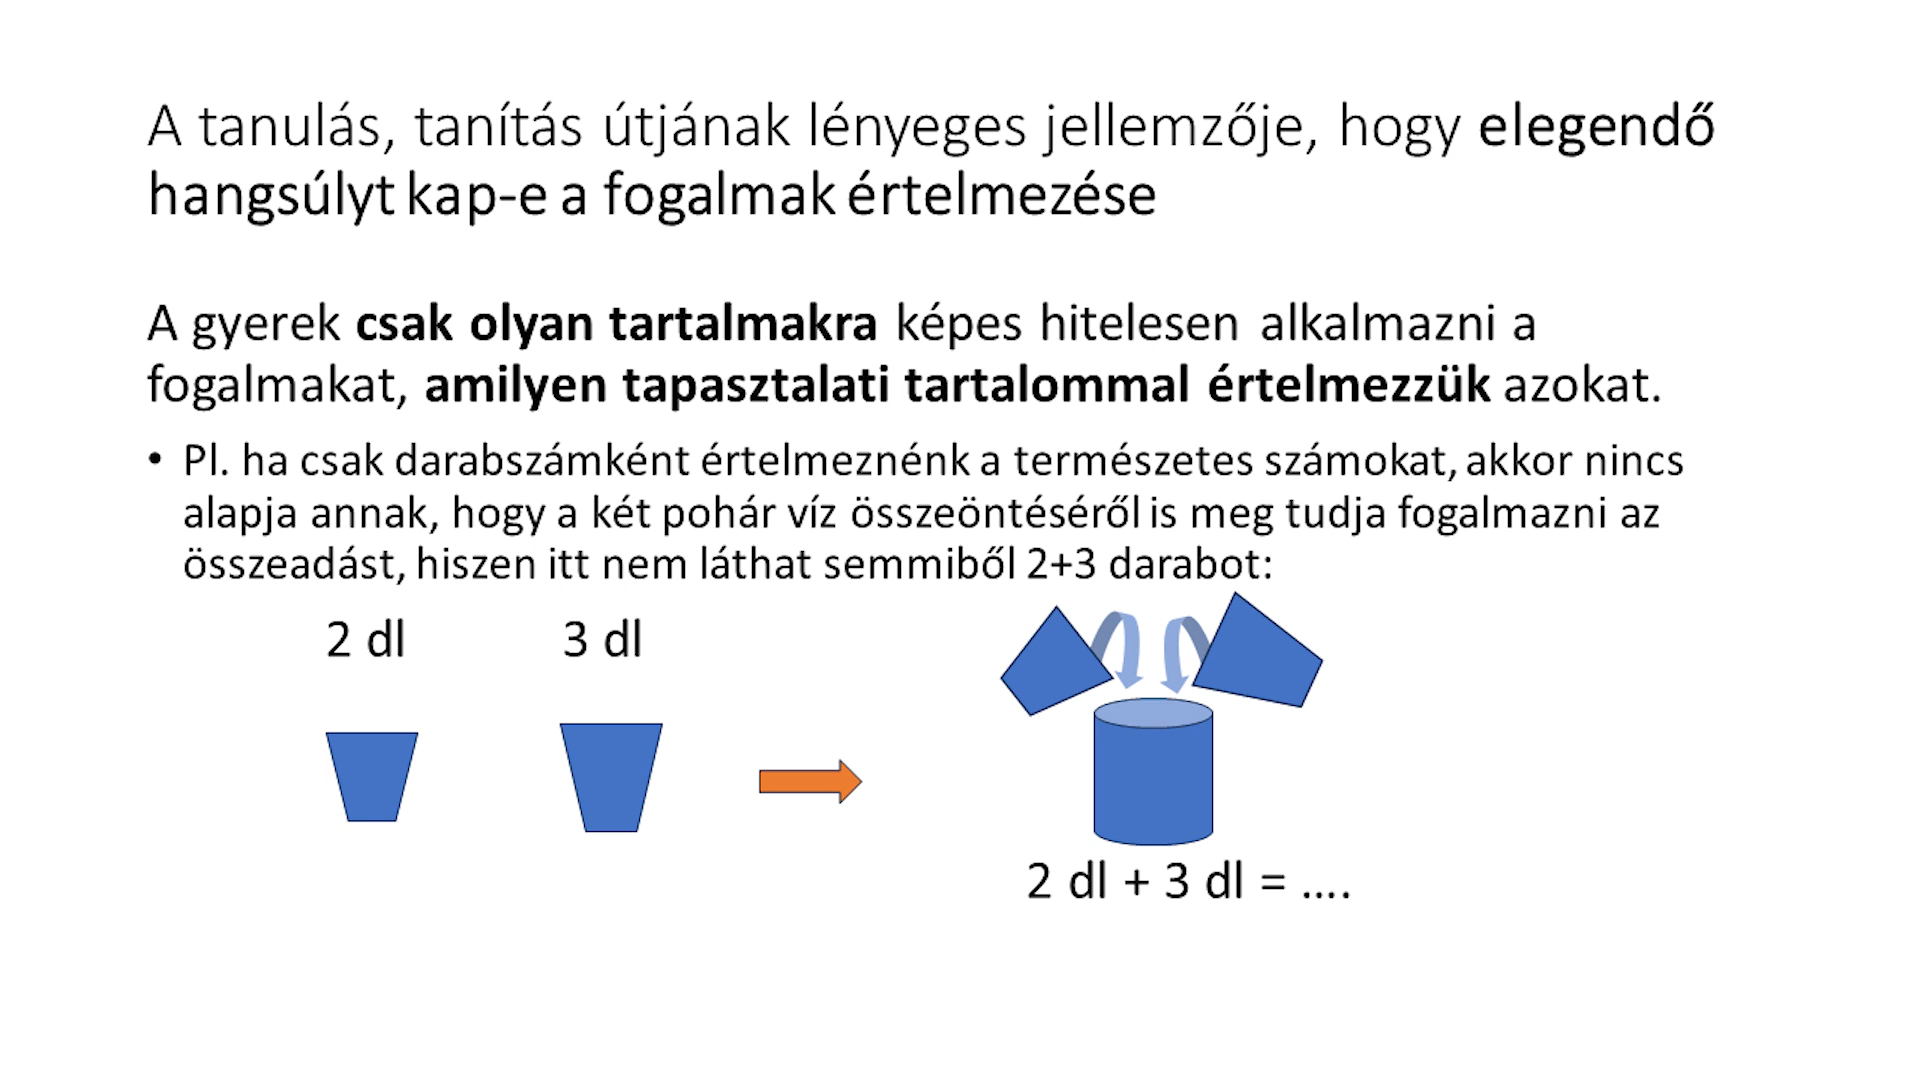 A tanulás, tanítás útjának lényeges jellemzője, hogy elegendő
hangsúlyt kap-e a fogalmak értelmezése
A gyerek csak olyan tartalmakra képes hitelesen alkalmazni a
fogalmakat, amilyen tapasztalati tartalommal értelmezzük azokat.
• Pl. ha csak darabszámként értelmeznénk a természetes számokat, akkor nincs
alapja annak, hogy a két pohár víz összeöntéséről is meg tudja fogalmazni az
összeadást, hiszen itt nem láthat semmiből 2+3 darabot:
2 dl 3 dl
2 dl + 3 dl = ....